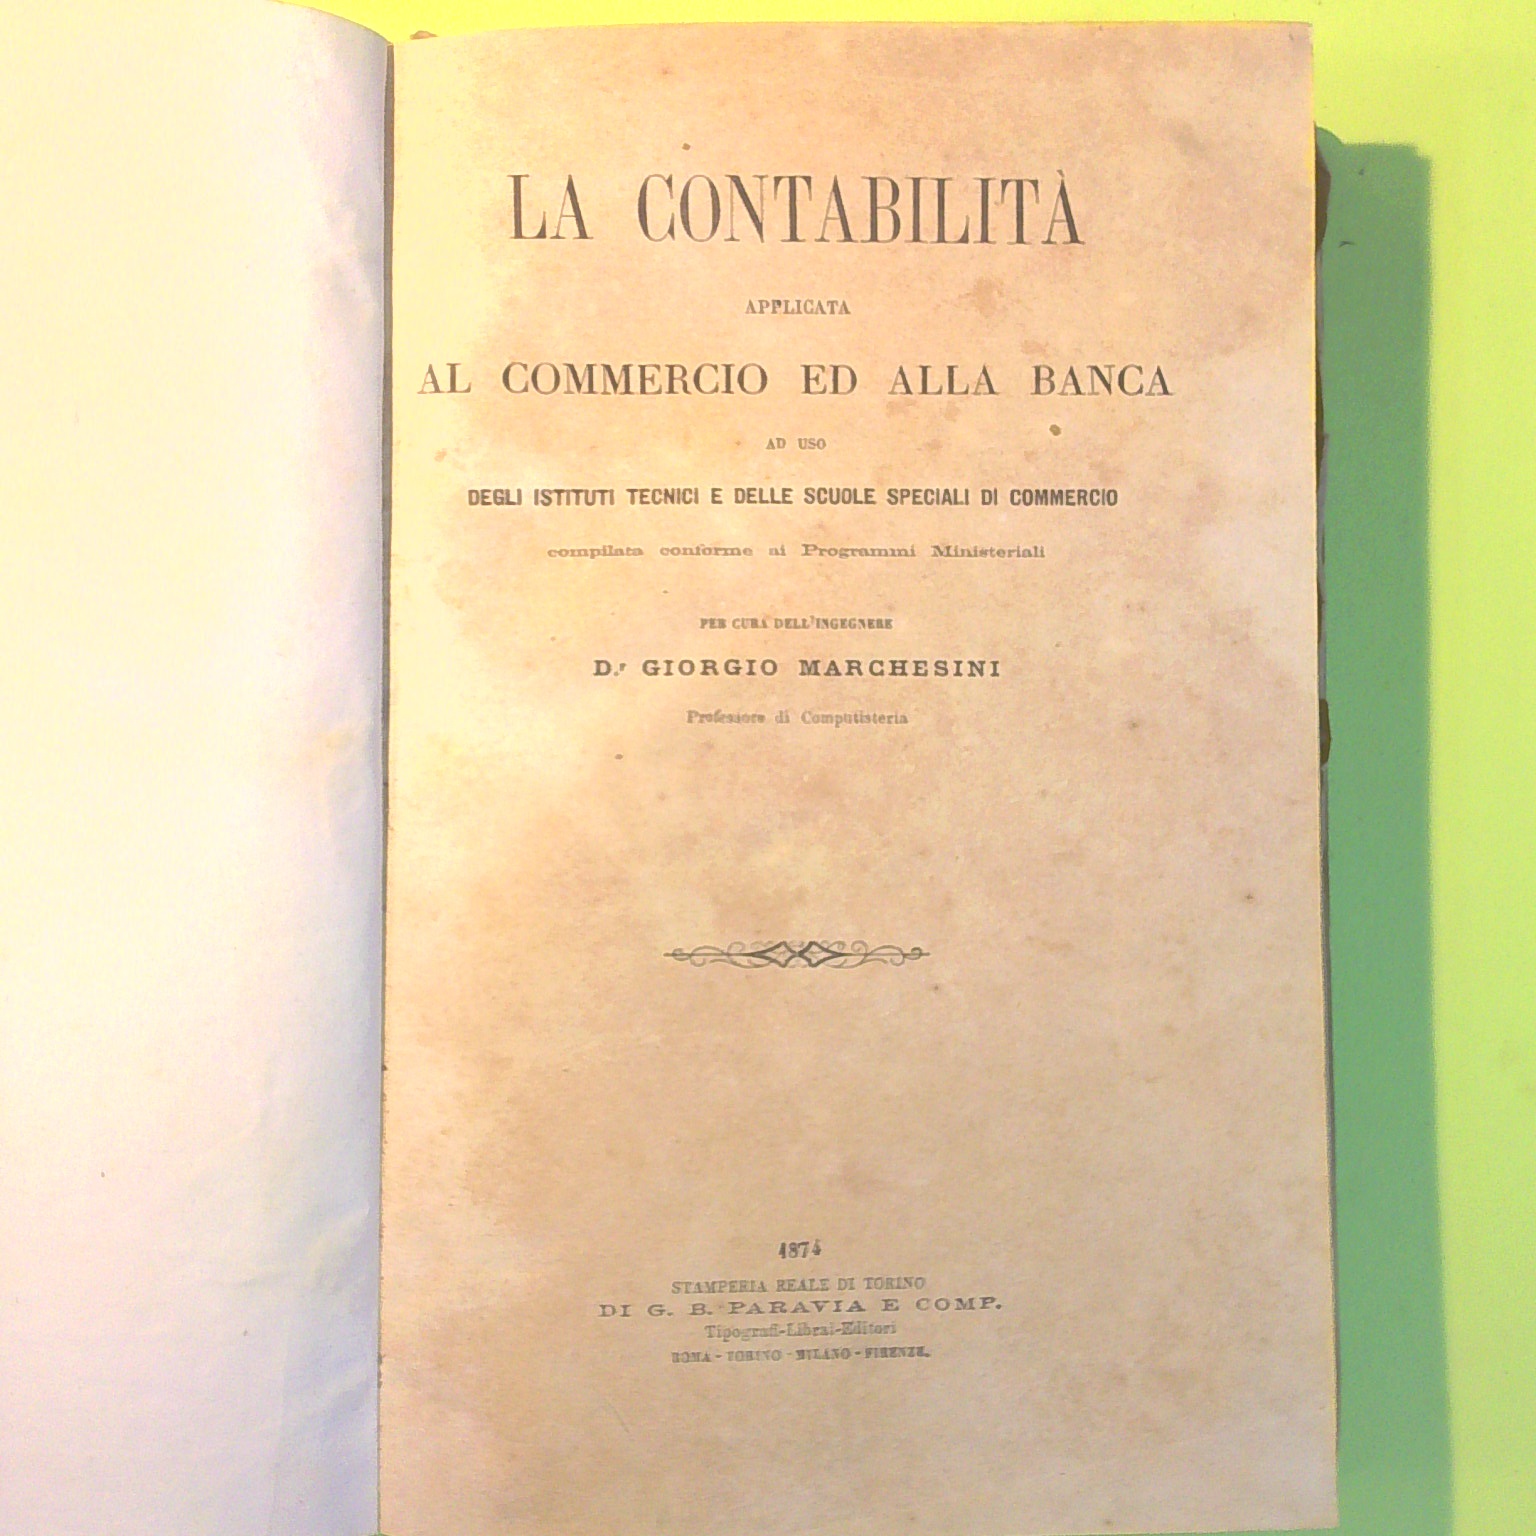 LA CONTABILITÀ
APPLICATA
AL COMMERCIO ED ALLA BANCA
AD USO
DEGLI ISTITUTI TECNICI E DELLE SCUOLE SPECIALI DI COMMERCIO
compilata conforme ai Programmi Ministeriali
PER CURA DELL'INGEGNERE
D.r GIORGIO MARCHESINI
Professore di Computisteria
1874
STAMPERIA REALE DI TORINO
DI G. B. PARAVIA E COMP.
Tipografi-Librai-Editori
ROMA - TORINO - MILANO - FIRENZE.